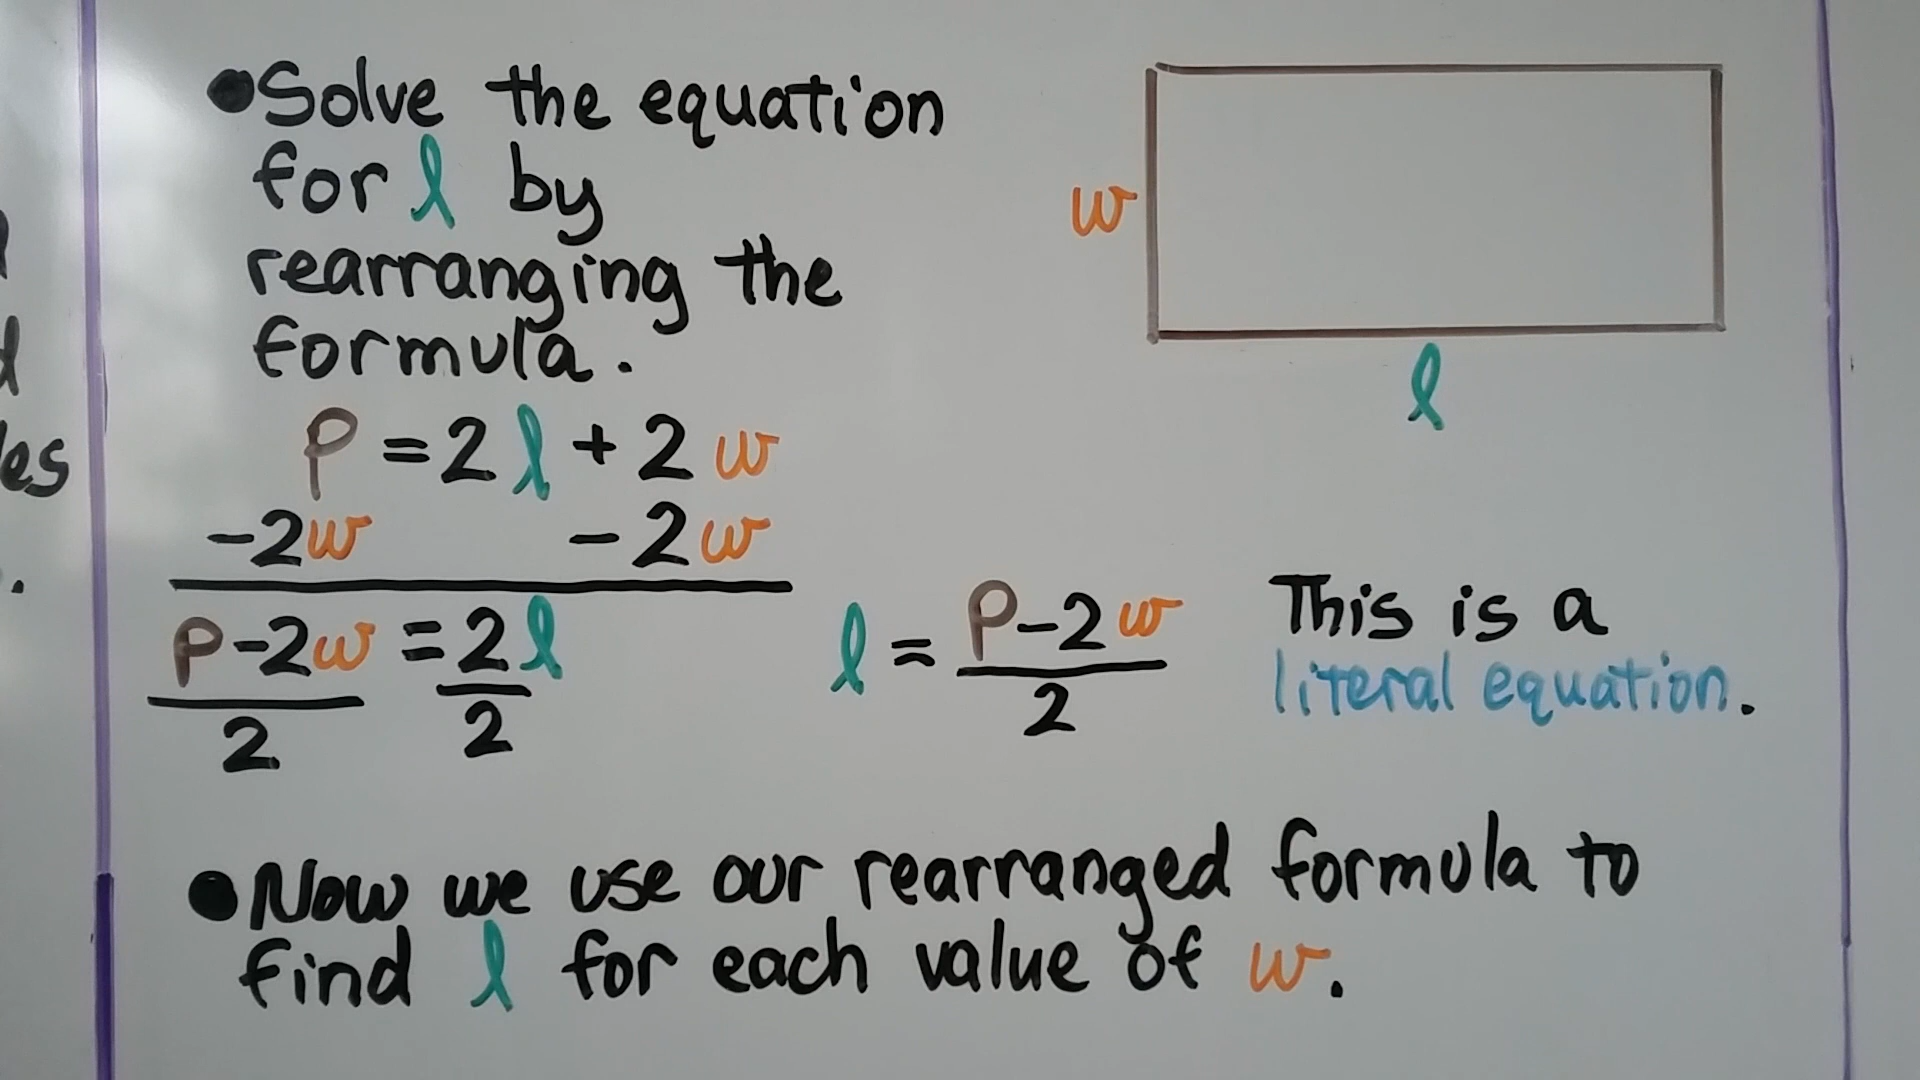 •Solve the equation
for l by
rearranging the
formula.
w
l
P = 2l + 2w
-2w -2w
P-2w = 2l
2 2
l = P-2w
2
This is a
literal equation.
•Now we use our rearranged formula to
find l for each value of w.
es